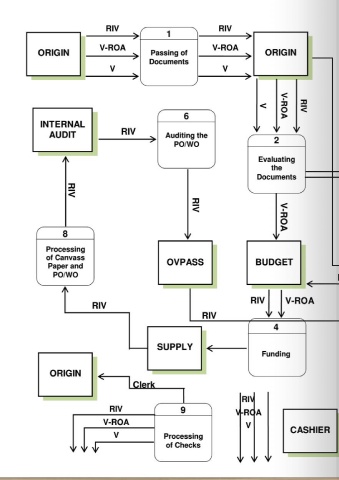 RIV
RIV
1
ORIGIN
V-ROA
Passing of
Documents
V-ROA
ORIGIN
V
V
V
V-ROA
RIV
INTERNAL
AUDIT
RIV
6
Auditing the
PO/WO
2
Evaluating
the
Documents
RIV
RIV
V-ROA
8
Processing
of Canvass
Paper and
PO/WO
OVPASS
BUDGET
RIV
V-ROA
RIV
RIV
4
Funding
SUPPLY
ORIGIN
Clerk
RIV
V-ROA
V
9
Processing
of Checks
RIV
V-ROA
V
CASHIER